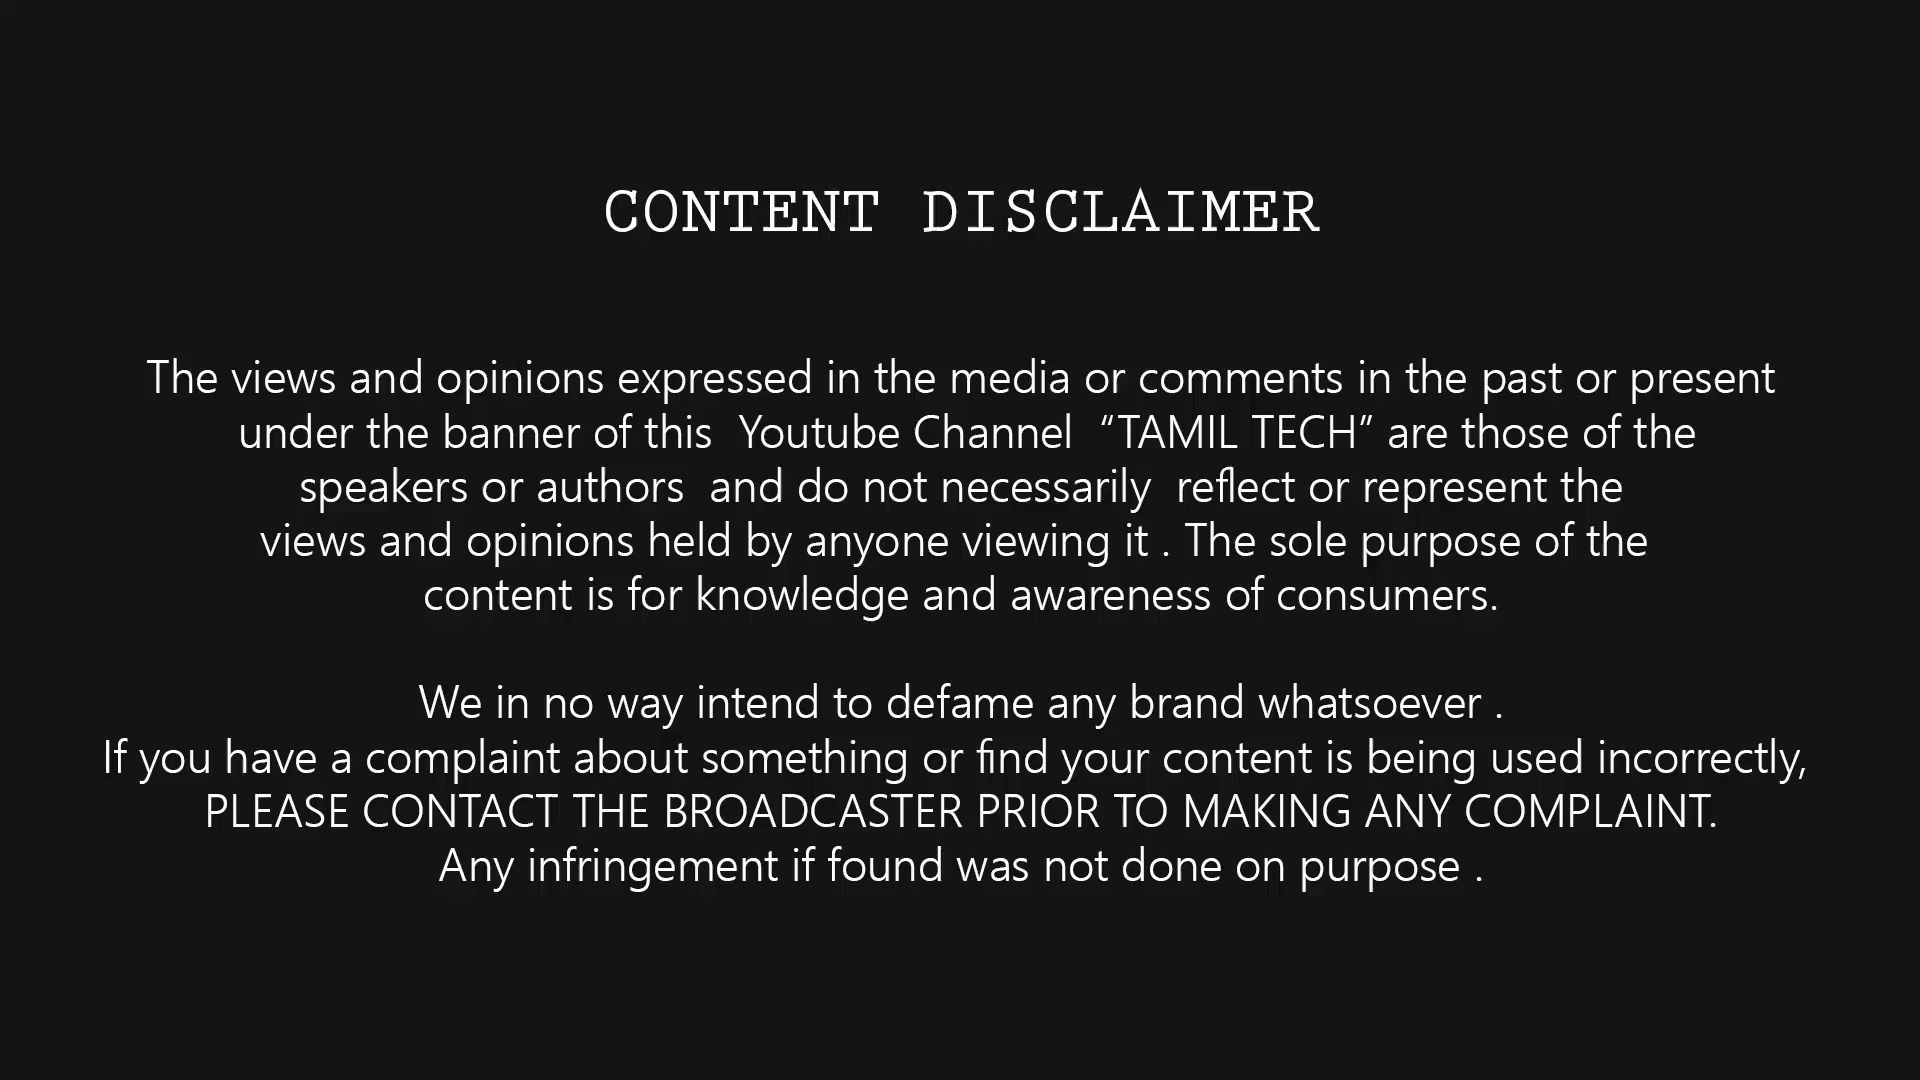 CONTENT DISCLAIMER
The views and opinions expressed in the media or comments in the past or present
under the banner of this  Youtube Channel  “TAMIL TECH” are those of the
speakers or authors  and do not necessarily  reflect or represent the
views and opinions held by anyone viewing it . The sole purpose of the
content is for knowledge and awareness of consumers.
We in no way intend to defame any brand whatsoever .
If you have a complaint about something or find your content is being used incorrectly,
PLEASE CONTACT THE BROADCASTER PRIOR TO MAKING ANY COMPLAINT.
Any infringement if found was not done on purpose .